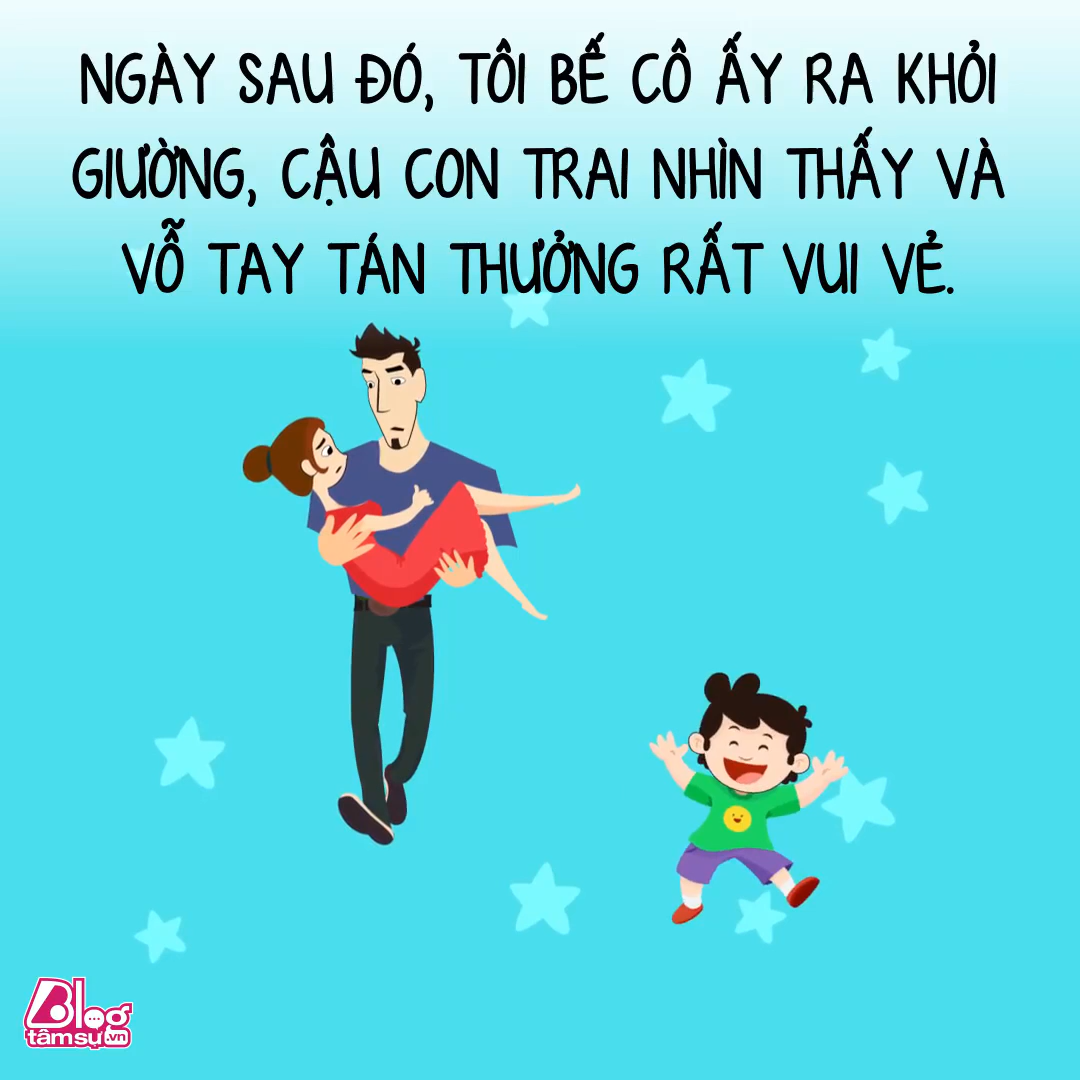 NGÀY SAU ĐÓ, TÔI BẾ CÔ ẤY RA KHỎI
GIƯỜNG, CẬU CON TRAI NHÌN THẤY VÀ
VỖ TAY TÁN THƯỞNG RẤT VUI VẺ.
Blog
tâmsự.vn